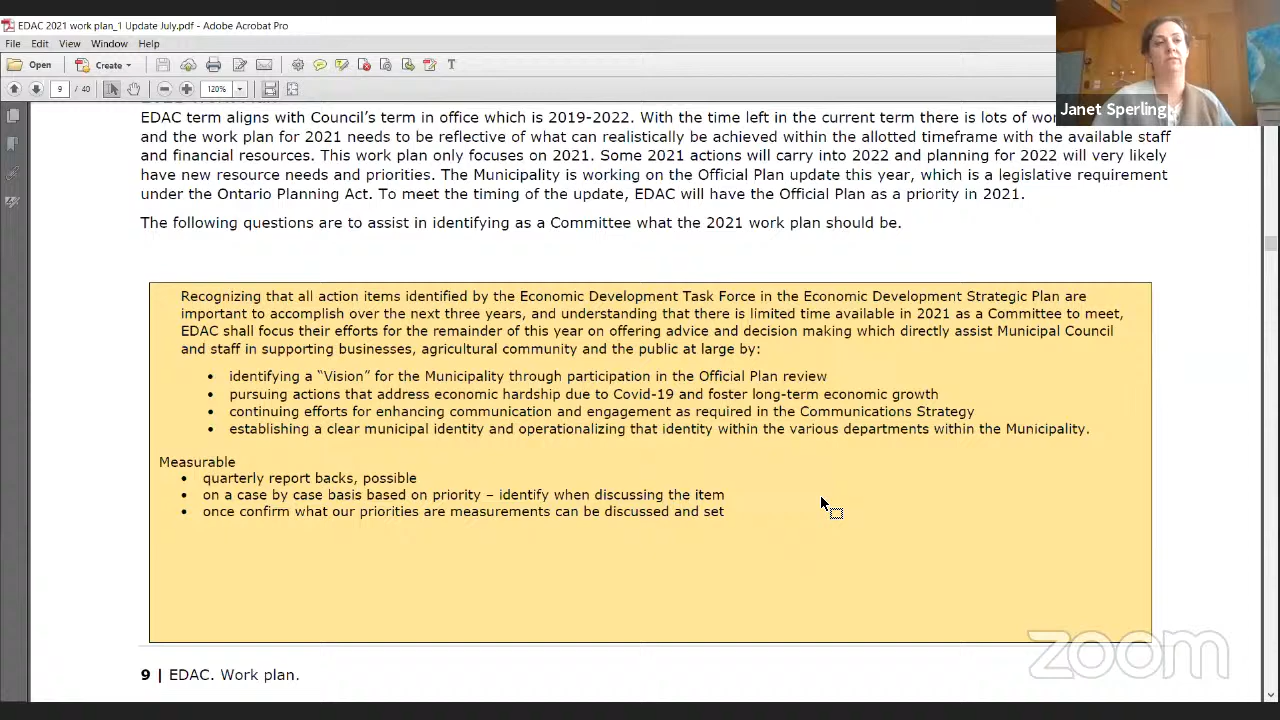 EDAC 2021 work plan_1 Update July.pdf - Adobe Acrobat Pro
File Edit View Window Help
Open Create
9 / 40 120%
Janet Sperling
EDAC term aligns with Council's term in office which is 2019-2022. With the time left in the current term there is lots of
and the work plan for 2021 needs to be reflective of what can realistically be achieved within the allotted timeframe with the available staff
and financial resources. This work plan only focuses on 2021. Some 2021 actions will carry into 2022 and planning for 2022 will very likely
have new resource needs and priorities. The Municipality is working on the Official Plan update this year, which is a legislative requirement
under the Ontario Planning Act. To meet the timing of the update, EDAC will have the Official Plan as a priority in 2021.
The following questions are to assist in identifying as a Committee what the 2021 work plan should be.
Recognizing that all action items identified by the Economic Development Task Force in the Economic Development Strategic Plan are
important to accomplish over the next three years, and understanding that there is limited time available in 2021 as a Committee to meet,
EDAC shall focus their efforts for the remainder of this year on offering advice and decision making which directly assist Municipal Council
and staff in supporting businesses, agricultural community and the public at large by:
• identifying a “Vision” for the Municipality through participation in the Official Plan review
• pursuing actions that address economic hardship due to Covid-19 and foster long-term economic growth
• continuing efforts for enhancing communication and engagement as required in the Communications Strategy
• establishing a clear municipal identity and operationalizing that identity within the various departments within the Municipality.
Measurable
• quarterly report backs, possible
• on a case by case basis based on priority – identify when discussing the item
• once confirm what our priorities are measurements can be discussed and set
9 | EDAC. Work plan.
zoom